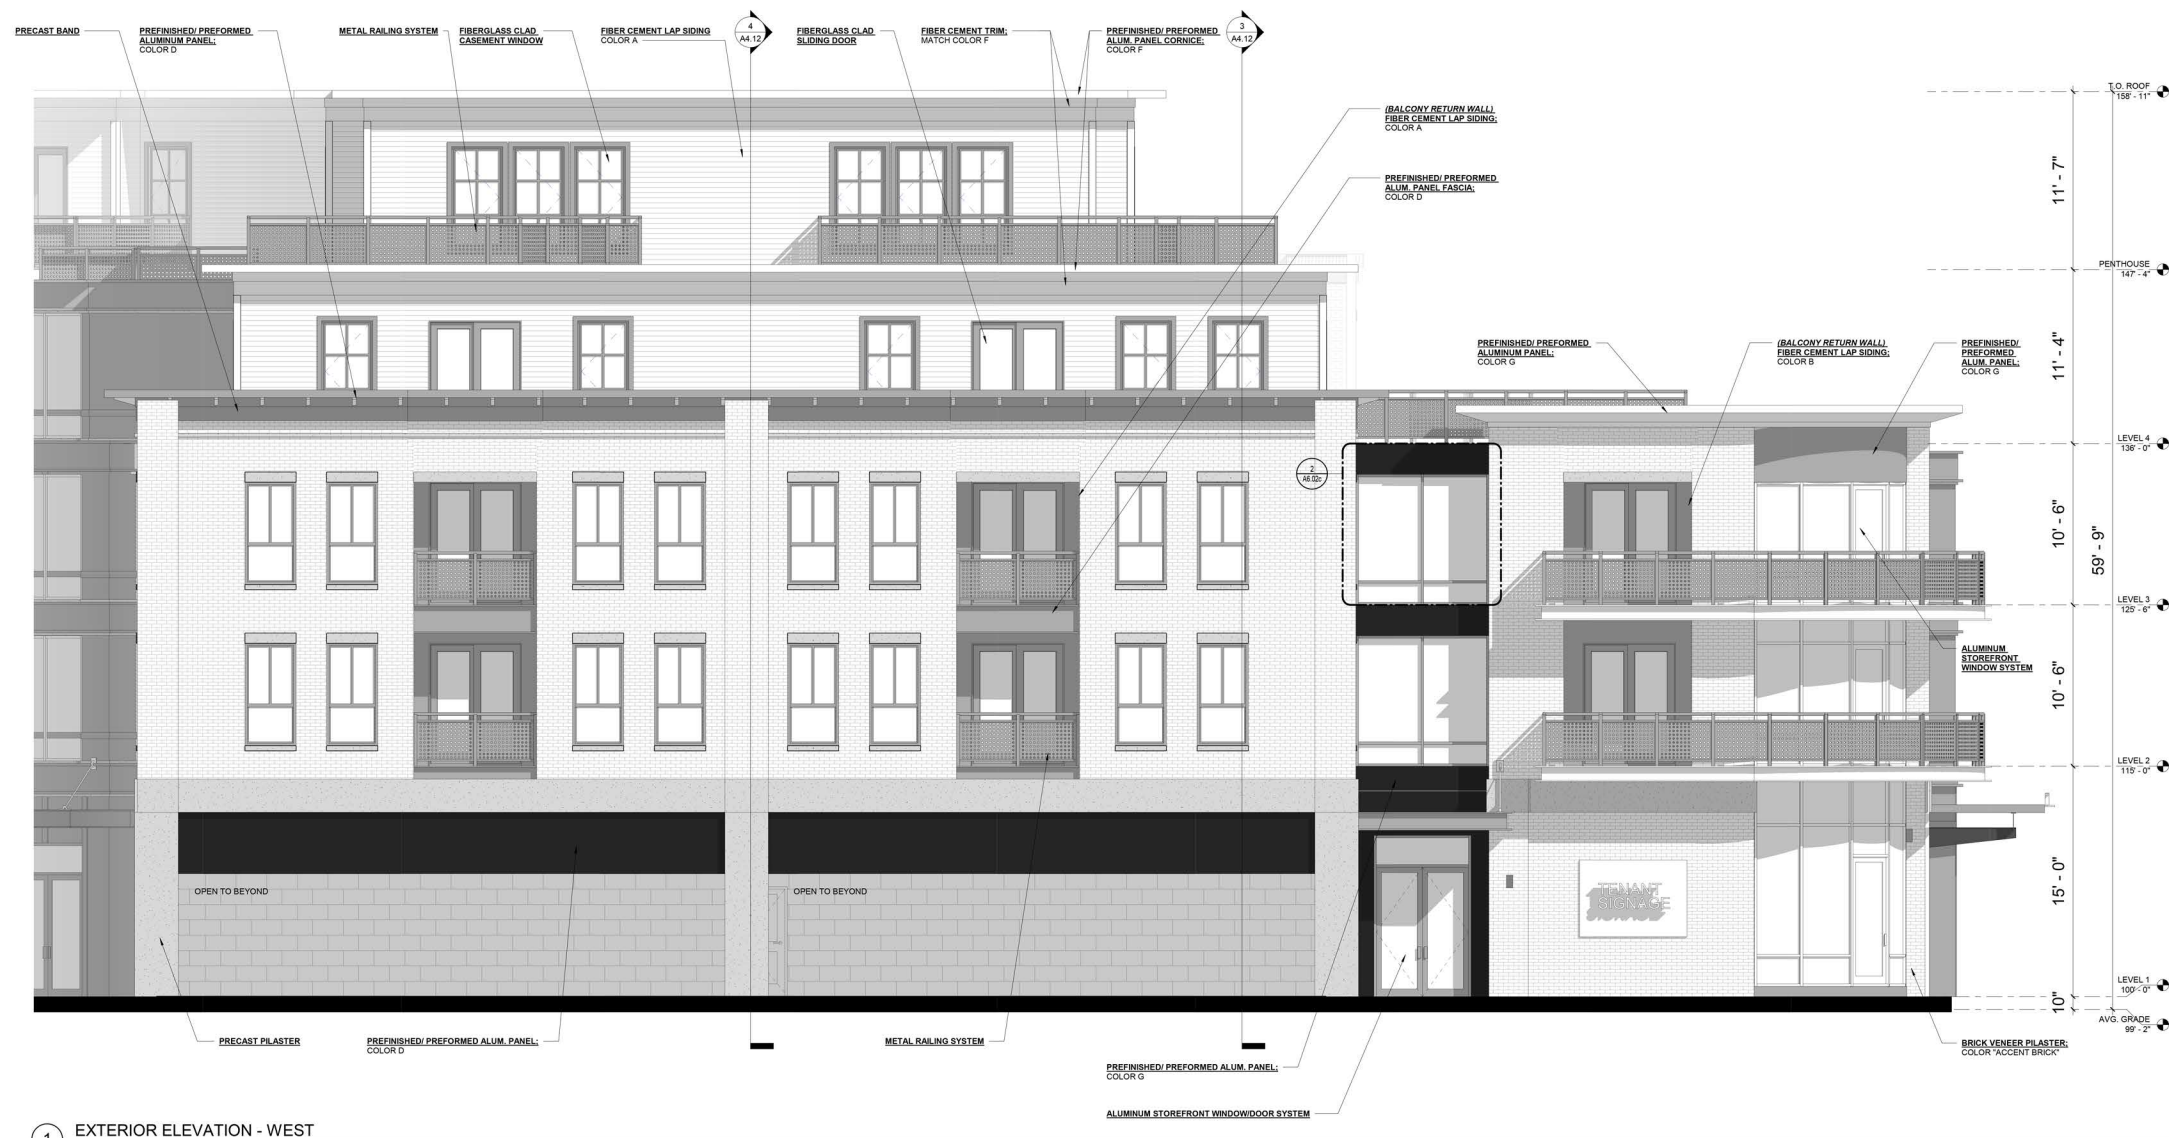 PRECAST BAND
PREFINISHED/ PREFORMED
ALUMINUM PANEL;
COLOR D
METAL RAILING SYSTEM
FIBERGLASS CLAD
CASEMENT WINDOW
FIBER CEMENT LAP SIDING
COLOR A
4
A4.12
FIBERGLASS CLAD
SLIDING DOOR
FIBER CEMENT TRIM;
MATCH COLOR F
PREFINISHED/ PREFORMED
ALUM. PANEL CORNICE;
COLOR F
3
A4.12
(BALCONY RETURN WALL)
FIBER CEMENT LAP SIDING;
COLOR A
PREFINISHED/ PREFORMED
ALUM. PANEL FASCIA;
COLOR D
T.O. ROOF
158' - 11"
11' - 7"
PENTHOUSE
147' - 4"
11' - 4"
PREFINISHED/ PREFORMED
ALUMINUM PANEL;
COLOR G
(BALCONY RETURN WALL)
FIBER CEMENT LAP SIDING;
COLOR B
PREFINISHED/
PREFORMED
ALUM. PANEL;
COLOR G
LEVEL 4
136' - 0"
2
A6.02c
10' - 6"
59' - 9"
LEVEL 3
125' - 6"
ALUMINUM
STOREFRONT
WINDOW SYSTEM
10' - 6"
LEVEL 2
115' - 0"
15' - 0"
OPEN TO BEYOND
OPEN TO BEYOND
TENANT
SIGNAGE
LEVEL 1
100' - 0"
10"
AVG. GRADE
99' - 2"
PRECAST PILASTER
PREFINISHED/ PREFORMED ALUM. PANEL;
COLOR D
METAL RAILING SYSTEM
BRICK VENEER PILASTER;
COLOR "ACCENT BRICK"
PREFINISHED/ PREFORMED ALUM. PANEL;
COLOR G
ALUMINUM STOREFRONT WINDOW/DOOR SYSTEM
1
EXTERIOR ELEVATION - WEST